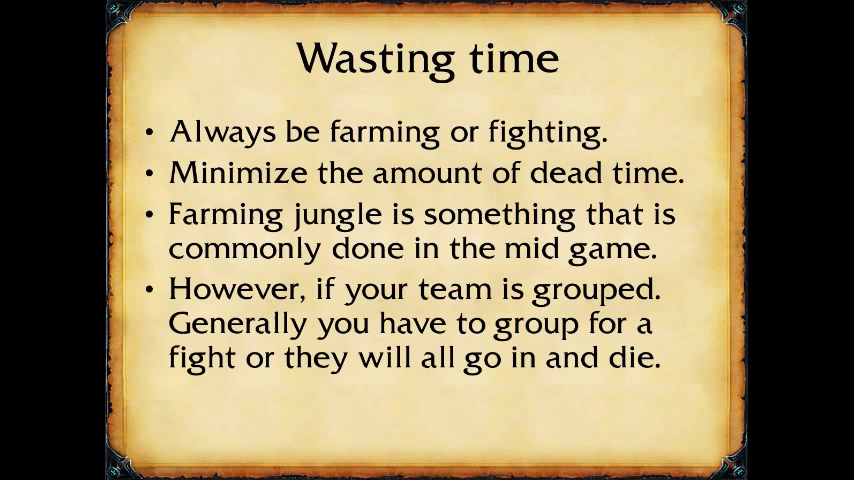 Wasting time
• Always be farming or fighting.
• Minimize the amount of dead time.
• Farming jungle is something that is
commonly done in the mid game.
• However, if your team is grouped.
Generally you have to group for a
fight or they will all go in and die.